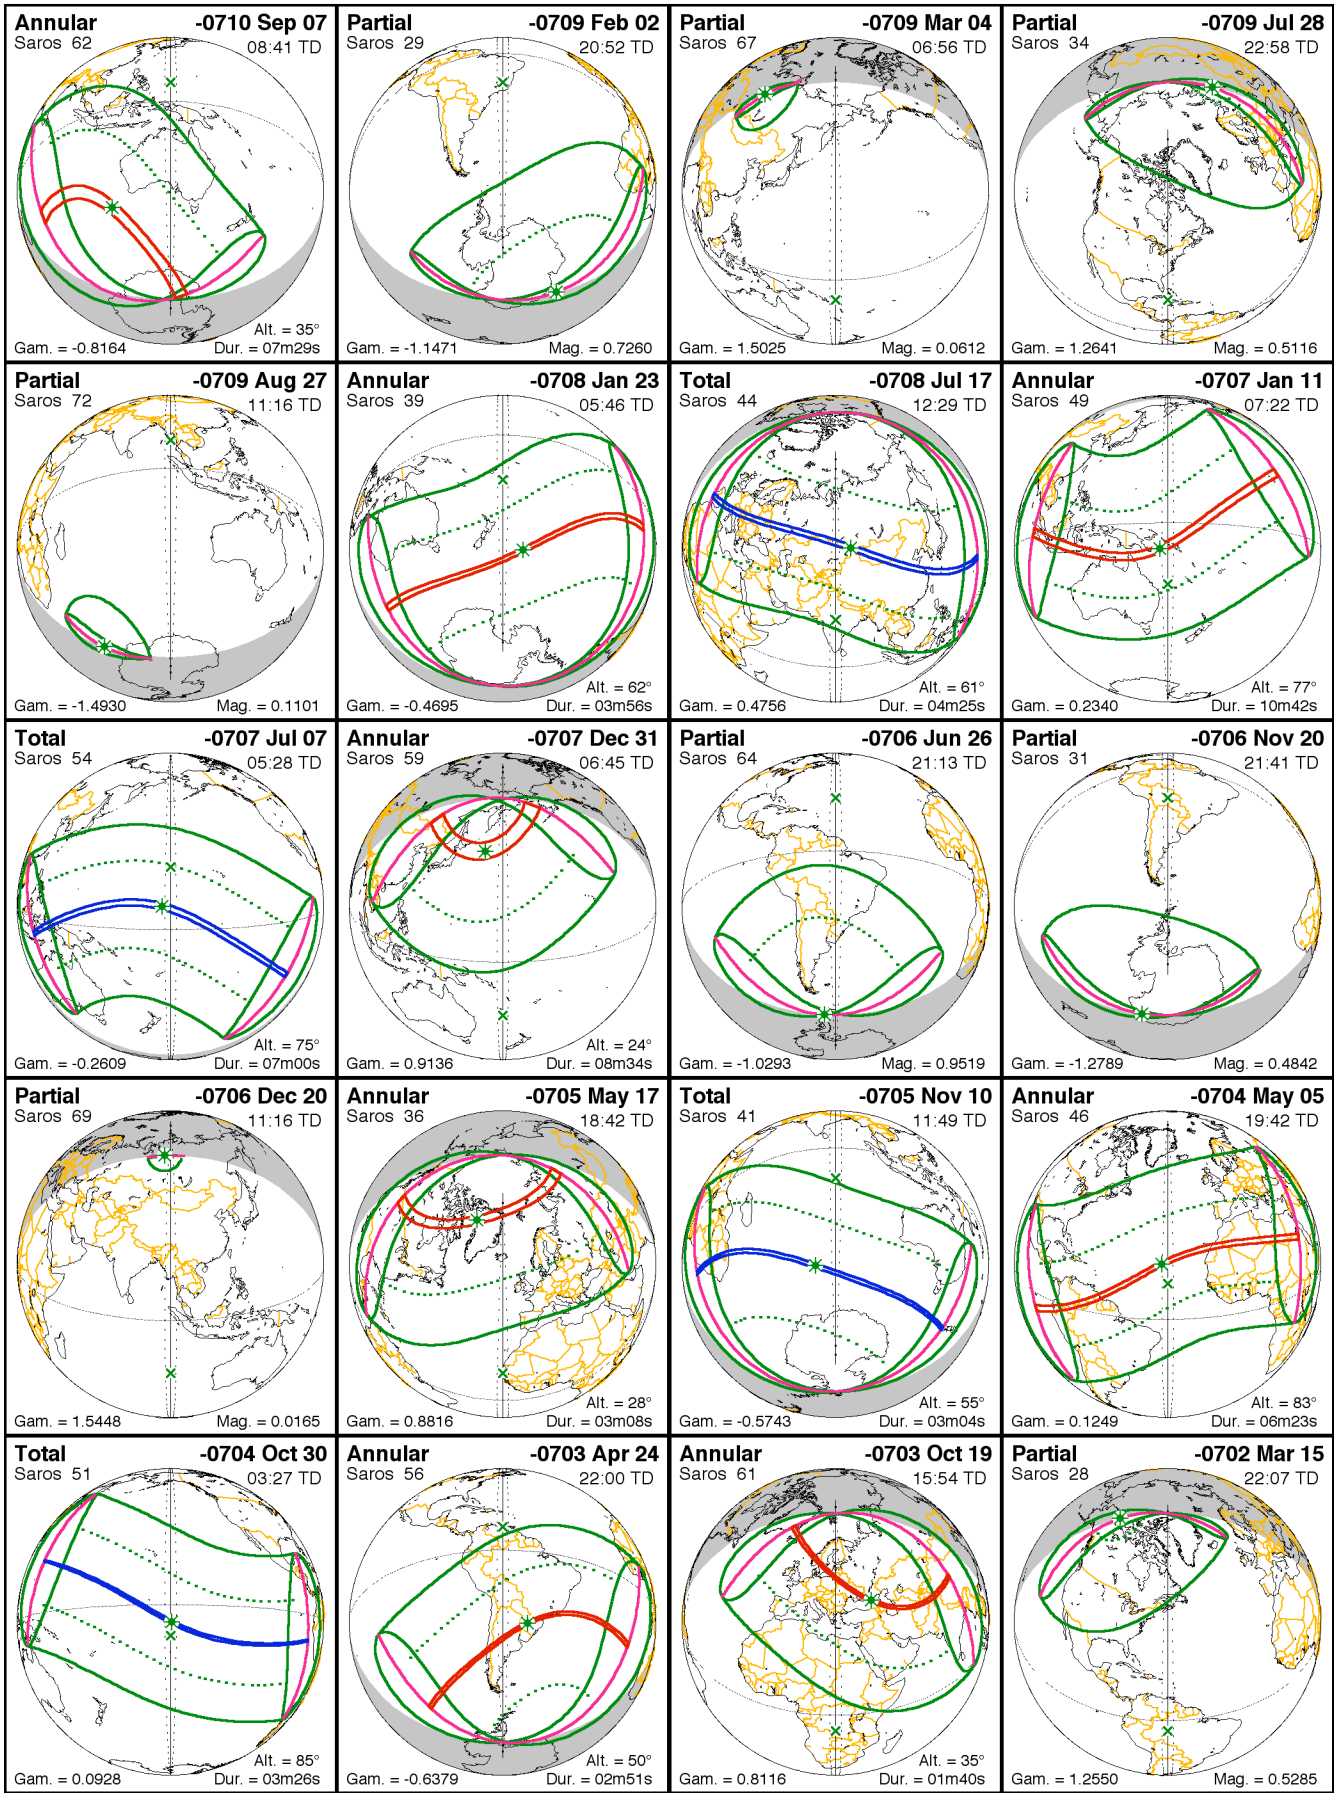 Annular -0710 Sep 07
Saros 62 08:41 TD
Alt. = 35°
Gam. = -0.8164 Dur. = 07m29s
Partial -0709 Feb 02
Saros 29 20:52 TD
Gam. = -1.1471 Mag. = 0.7260
Partial -0709 Mar 04
Saros 67 06:56 TD
Gam. = 1.5025 Mag. = 0.0612
Partial -0709 Jul 28
Saros 34 22:58 TD
Gam. = 1.2641 Mag. = 0.5116
Partial -0709 Aug 27
Saros 72 11:16 TD
Gam. = -1.4930 Mag. = 0.1101
Annular -0708 Jan 23
Saros 39 05:46 TD
Alt. = 62°
Gam. = -0.4695 Dur. = 03m56s
Total -0708 Jul 17
Saros 44 12:29 TD
Alt. = 61°
Gam. = 0.4756 Dur. = 04m25s
Annular -0707 Jan 11
Saros 49 07:22 TD
Alt. = 77°
Gam. = 0.2340 Dur. = 10m42s
Total -0707 Jul 07
Saros 54 05:28 TD
Alt. = 75°
Gam. = -0.2609 Dur. = 07m00s
Annular -0707 Dec 31
Saros 59 06:45 TD
Alt. = 24°
Gam. = 0.9136 Dur. = 08m34s
Partial -0706 Jun 26
Saros 64 21:13 TD
Gam. = -1.0293 Mag. = 0.9519
Partial -0706 Nov 20
Saros 31 21:41 TD
Gam. = -1.2789 Mag. = 0.4842
Partial -0706 Dec 20
Saros 69 11:16 TD
Gam. = 1.5448 Mag. = 0.0165
Annular -0705 May 17
Saros 36 18:42 TD
Alt. = 28°
Gam. = 0.8816 Dur. = 03m08s
Total -0705 Nov 10
Saros 41 11:49 TD
Alt. = 55°
Gam. = -0.5743 Dur. = 03m04s
Annular -0704 May 05
Saros 46 19:42 TD
Alt. = 83°
Gam. = 0.1249 Dur. = 06m23s
Total -0704 Oct 30
Saros 51 03:27 TD
Alt. = 85°
Gam. = 0.0928 Dur. = 03m26s
Annular -0703 Apr 24
Saros 56 22:00 TD
Alt. = 50°
Gam. = -0.6379 Dur. = 02m51s
Annular -0703 Oct 19
Saros 61 15:54 TD
Alt. = 35°
Gam. = 0.8116 Dur. = 01m40s
Partial -0702 Mar 15
Saros 28 22:07 TD
Gam. = 1.2550 Mag. = 0.5285